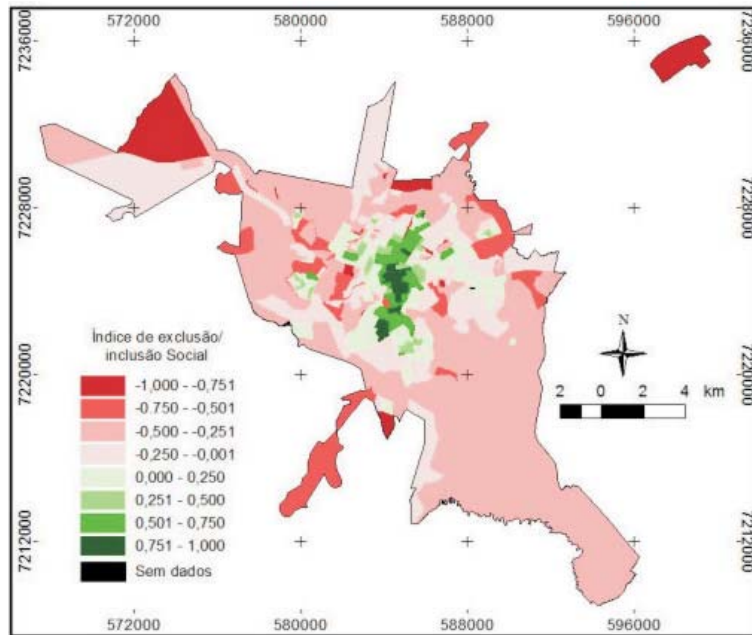 572000 580000 588000 596000
7236000 7236000
7228000 7228000
7220000 7220000
7212000 7212000
Índice de exclusão/
inclusão Social
-1,000 - -0,751
-0,750 - -0,501
-0,500 - -0,251
-0,250 - -0,001
0,000 - 0,250
0,251 - 0,500
0,501 - 0,750
0,751 - 1,000
Sem dados
N
2 0 2 4 km
572000 580000 588000 596000